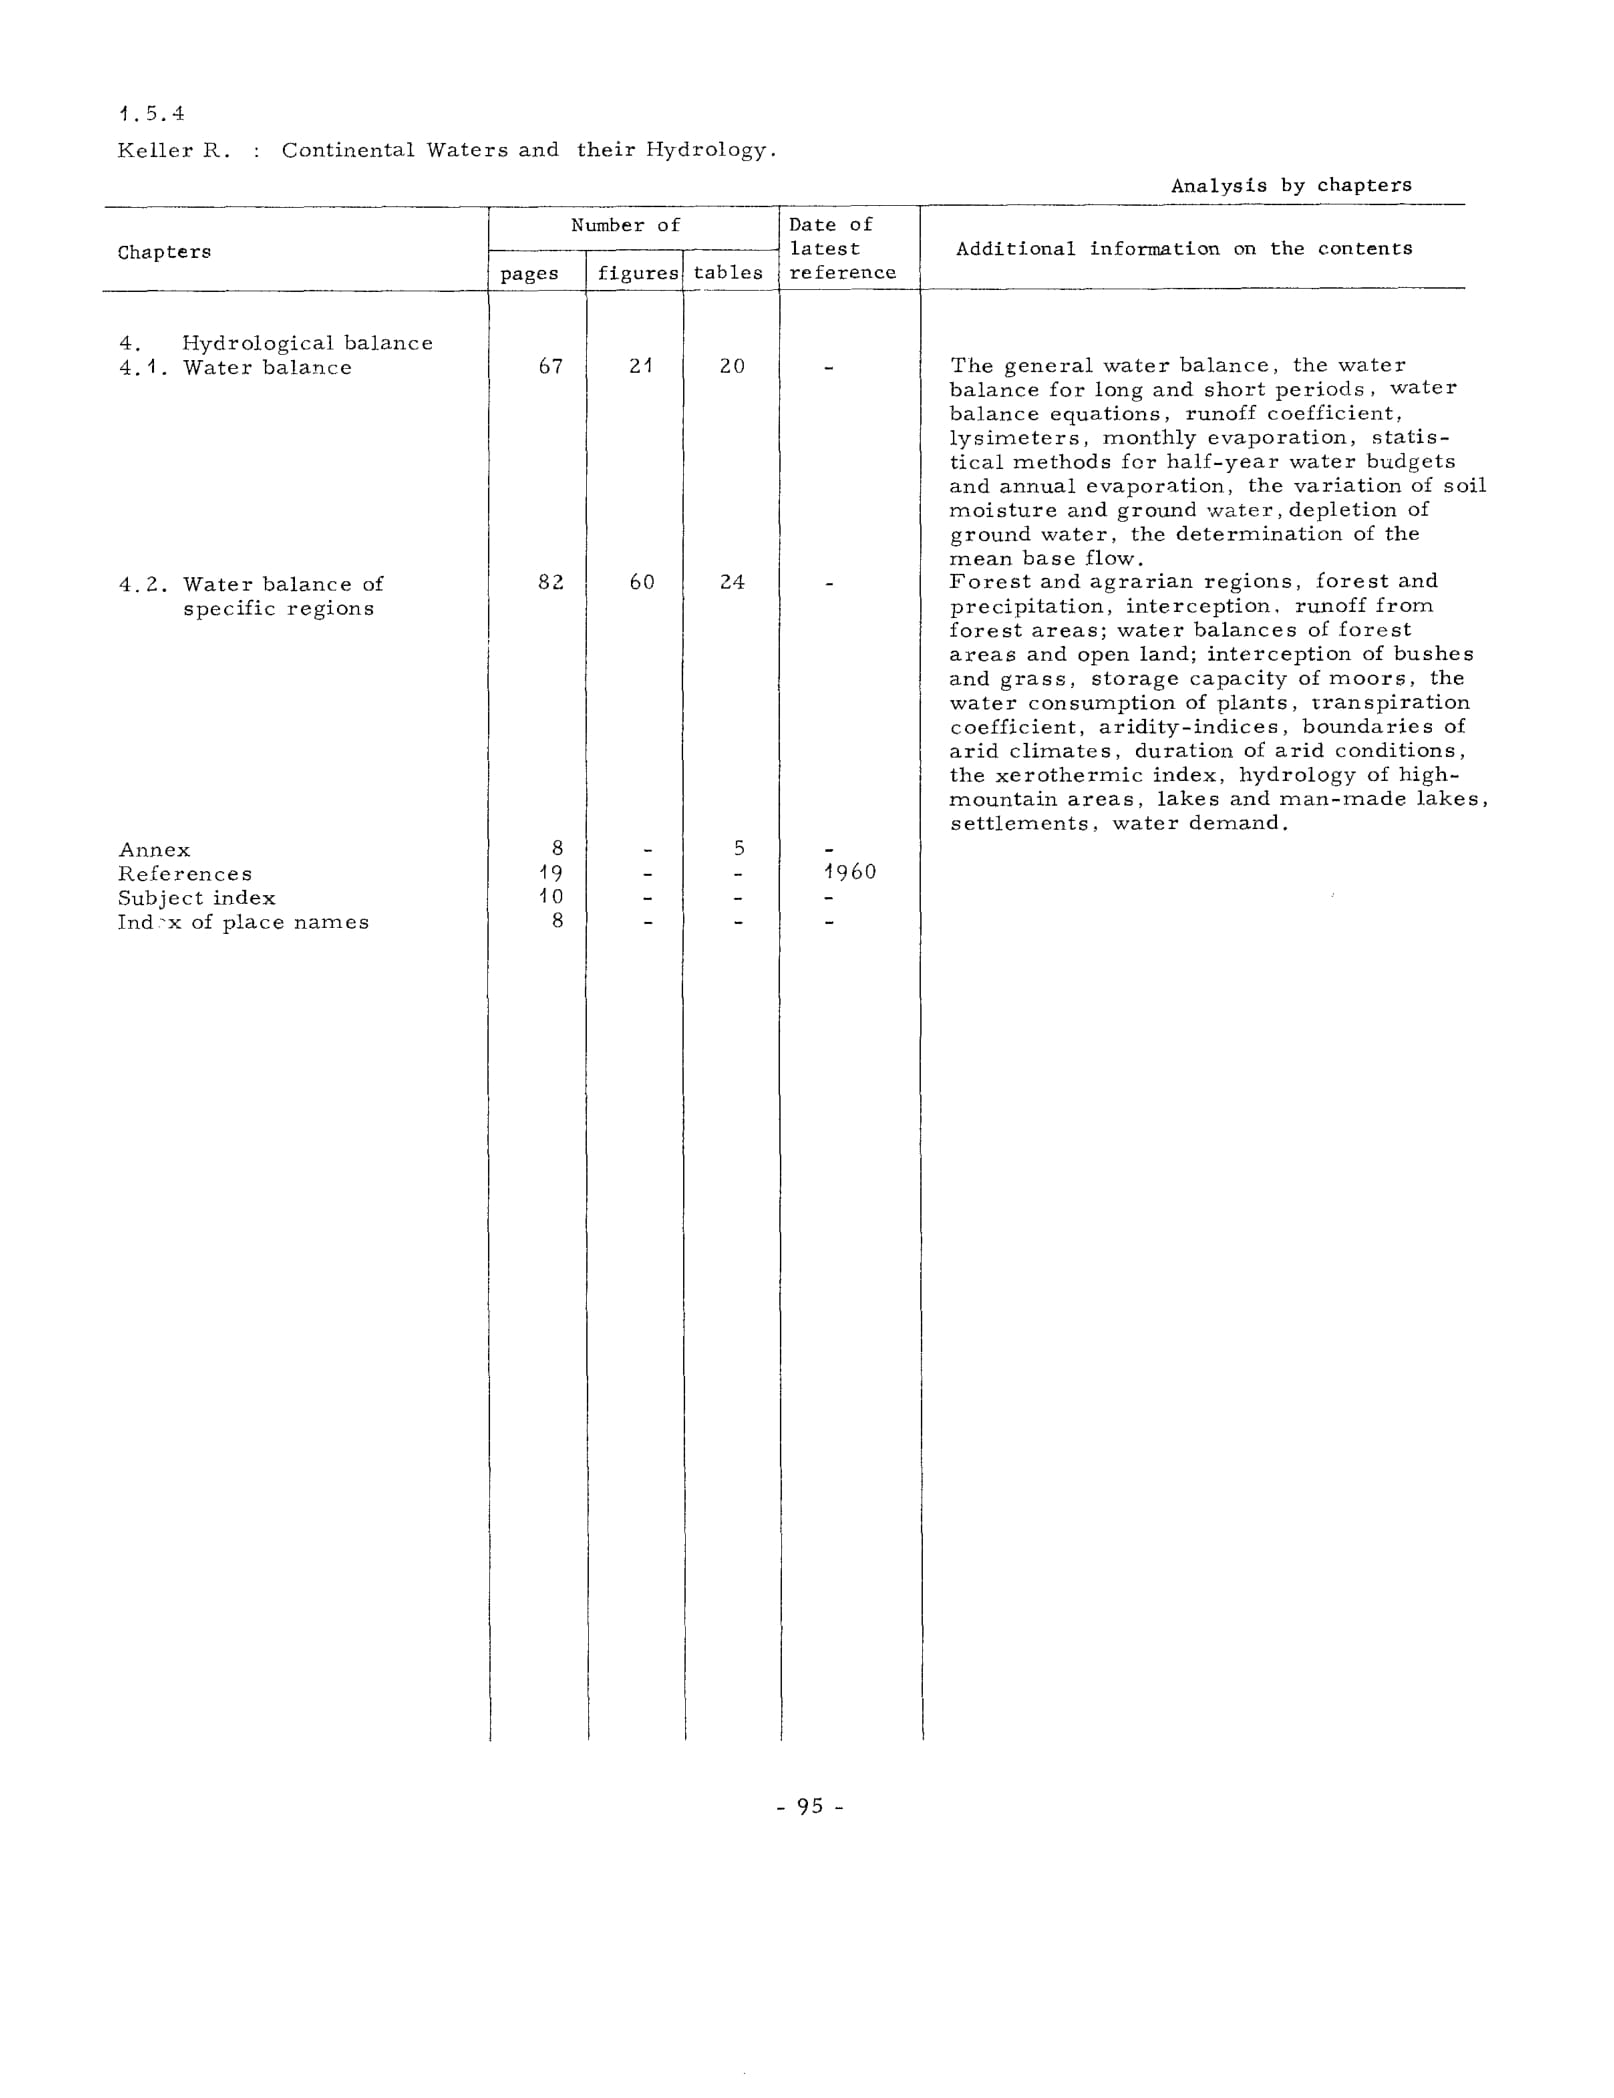 1.5.4
Keller R. : Continental Waters and their Hydrology.
Analysis by chapters
Chapters
Number of
pages
figures
tables
Date of
latest
reference
Additional information on the contents
4. Hydrological balance
4.1. Water balance 67 21 20 -
The general water balance, the water
balance for long and short periods, water
balance equations, runoff coefficient,
lysimeters, monthly evaporation, statis-
tical methods for half-year water budgets
and annual evaporation, the variation of soil
moisture and ground water, depletion of
ground water, the determination of the
mean base flow.
4.2. Water balance of 82 60 24 -
specific regions
Forest and agrarian regions, forest and
precipitation, interception. runoff from
forest areas; water balances of forest
areas and open land; interception of bushes
and grass, storage capacity of moors, the
water consumption of plants, transpiration
coefficient, aridity-indices, boundaries of
arid climates, duration of arid conditions,
the xerothermic index, hydrology of high-
mountain areas, lakes and man-made lakes,
settlements, water demand.
Annex 8 - 5 -
References 19 - - 1960
Subject index 10 - - -
Index of place names 8 - - -
- 95 -